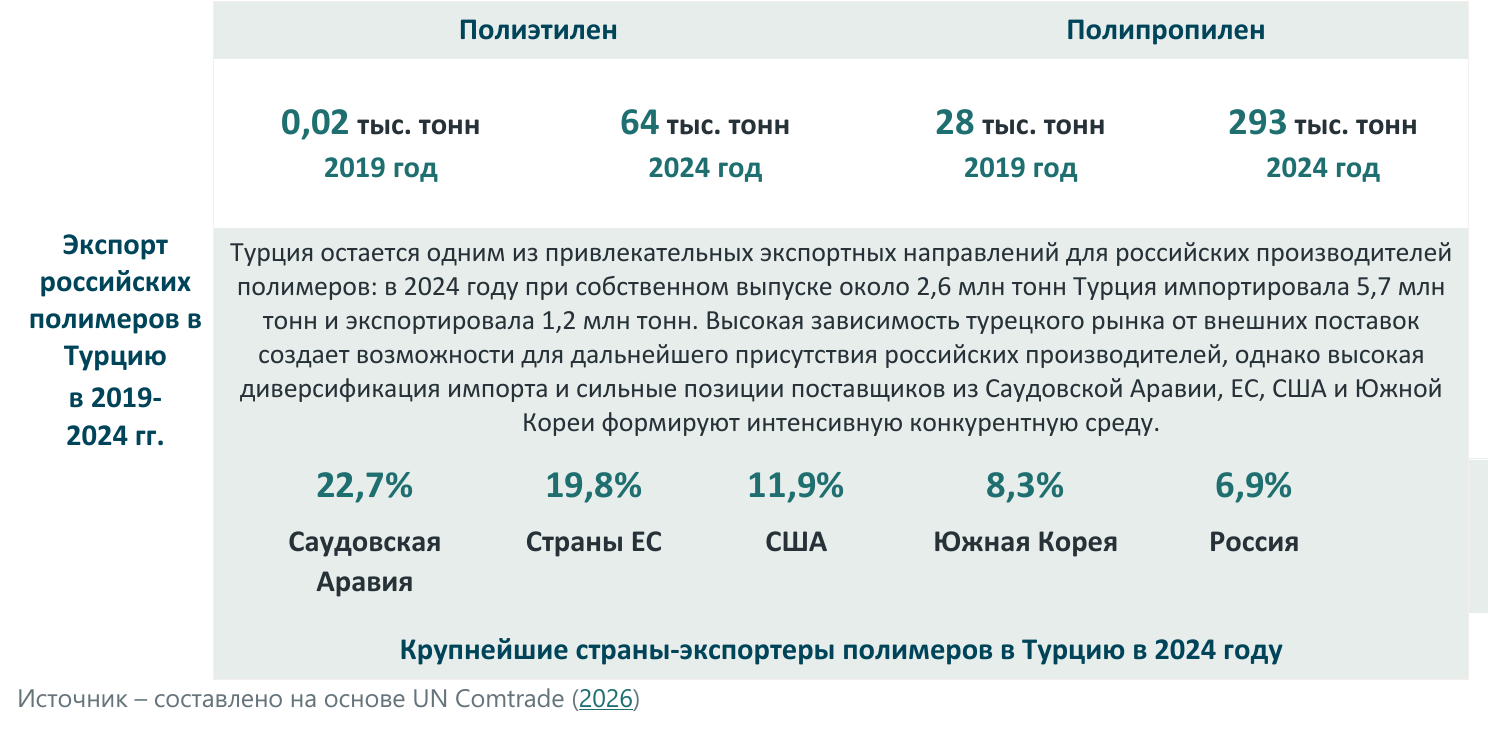 Полиэтилен Полипропилен
0,02 тыс. тонн 64 тыс. тонн 28 тыс. тонн 293 тыс. тонн
2019 год 2024 год 2019 год 2024 год
Экспорт
российских
полимеров в
Турцию
в 2019-
2024 гг.
Турция остается одним из привлекательных экспортных направлений для российских производителей
полимеров: в 2024 году при собственном выпуске около 2,6 млн тонн Турция импортировала 5,7 млн
тонн и экспортировала 1,2 млн тонн. Высокая зависимость турецкого рынка от внешних поставок
создает возможности для дальнейшего присутствия российских производителей, однако высокая
диверсификация импорта и сильные позиции поставщиков из Саудовской Аравии, ЕС, США и Южной
Кореи формируют интенсивную конкурентную среду.
22,7% 19,8% 11,9% 8,3% 6,9%
Саудовская Страны ЕС США Южная Корея Россия
Аравия
Крупнейшие страны-экспортеры полимеров в Турцию в 2024 году
Источник – составлено на основе UN Comtrade (2026)